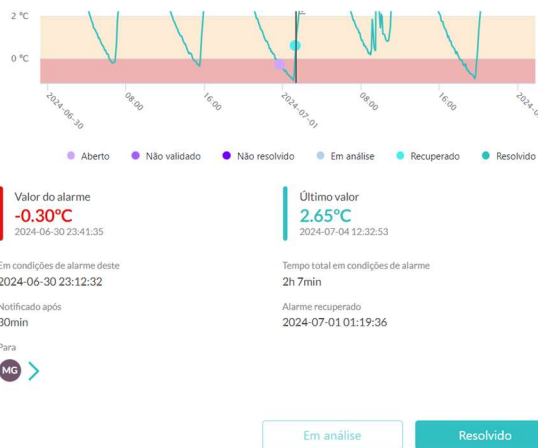 2 °C
0 °C
2024-06-30
08:00
16:00
2024-07-01
08:00
16:00
Aberto
Não validado
Não resolvido
Em análise
Recuperado
Resolvido
Valor do alarme
-0.30ºC
2024-06-30 23:41:35
Último valor
2.65ºC
2024-07-04 12:32:53
Em condições de alarme deste
2024-06-30 23:12:32
Tempo total em condições de alarme
2h 7min
Notificado após
30min
Alarme recuperado
2024-07-01 01:19:36
Para
MG
Em análise
Resolvido